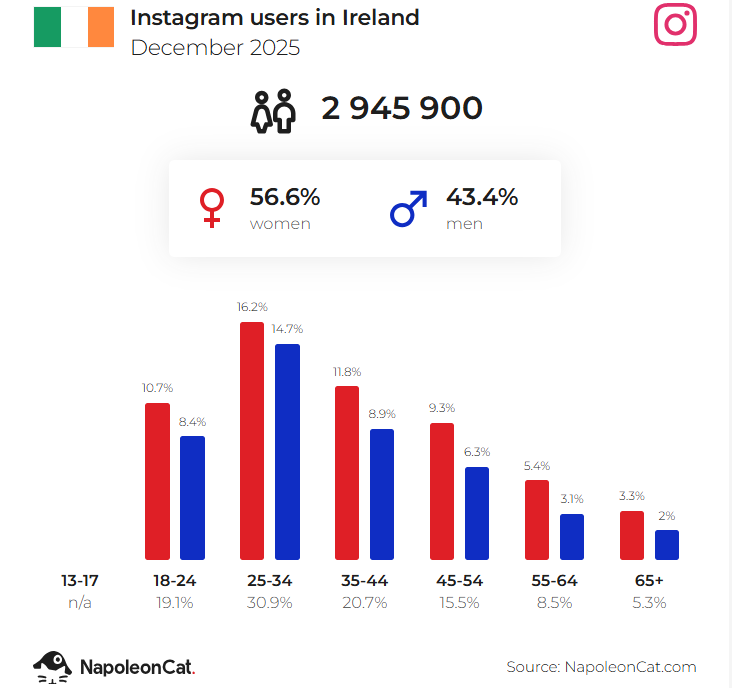 Instagram users in Ireland
December 2025
2 945 900
56.6%
women
43.4%
men
16.2%
14.7%
11.8%
10.7%
9.3%
8.9%
8.4%
6.3%
5.4%
3.3%
3.1%
2%
13-17 18-24 25-34 35-44 45-54 55-64 65+
n/a 19.1% 30.9% 20.7% 15.5% 8.5% 5.3%
NapoleonCat.
Source: NapoleonCat.com